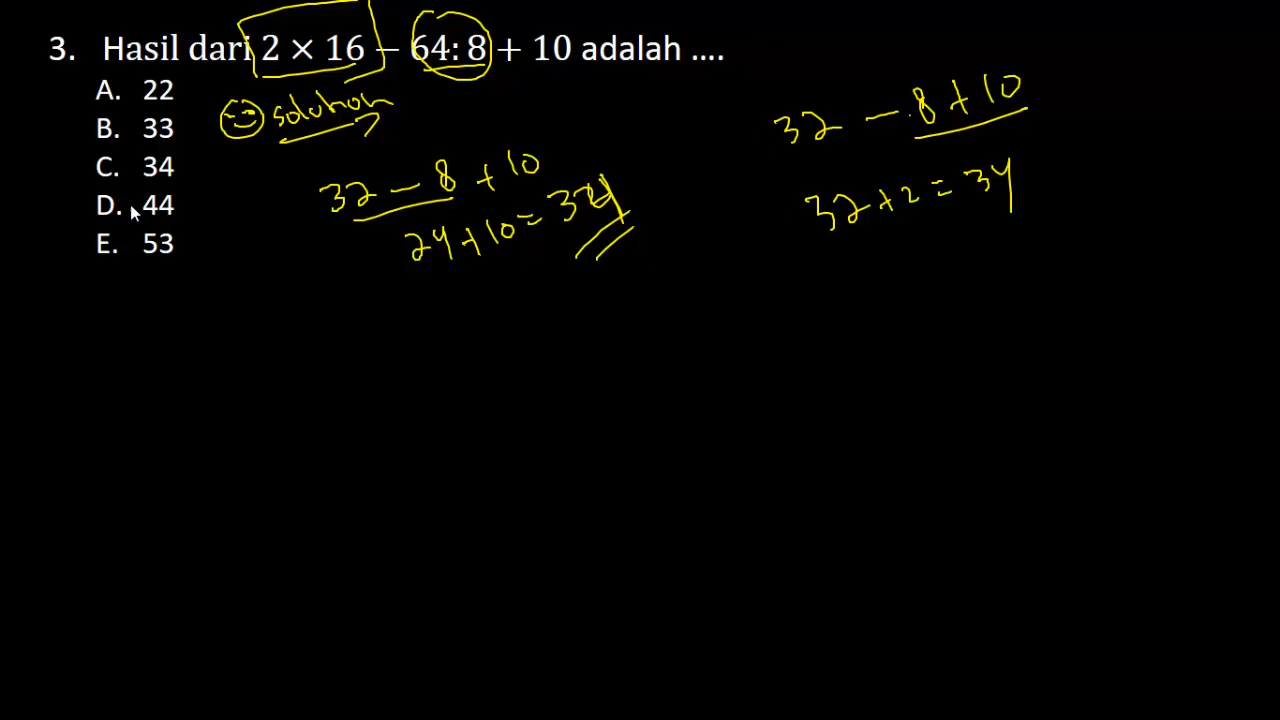 3. Hasil dari 2 × 16 − 64: 8 + 10 adalah ....
A. 22
B. 33
C. 34
D. 44
E. 53
solution
32 − 8 + 10
24 + 10 = 34
32 − 8 + 10
32 + 2 = 34